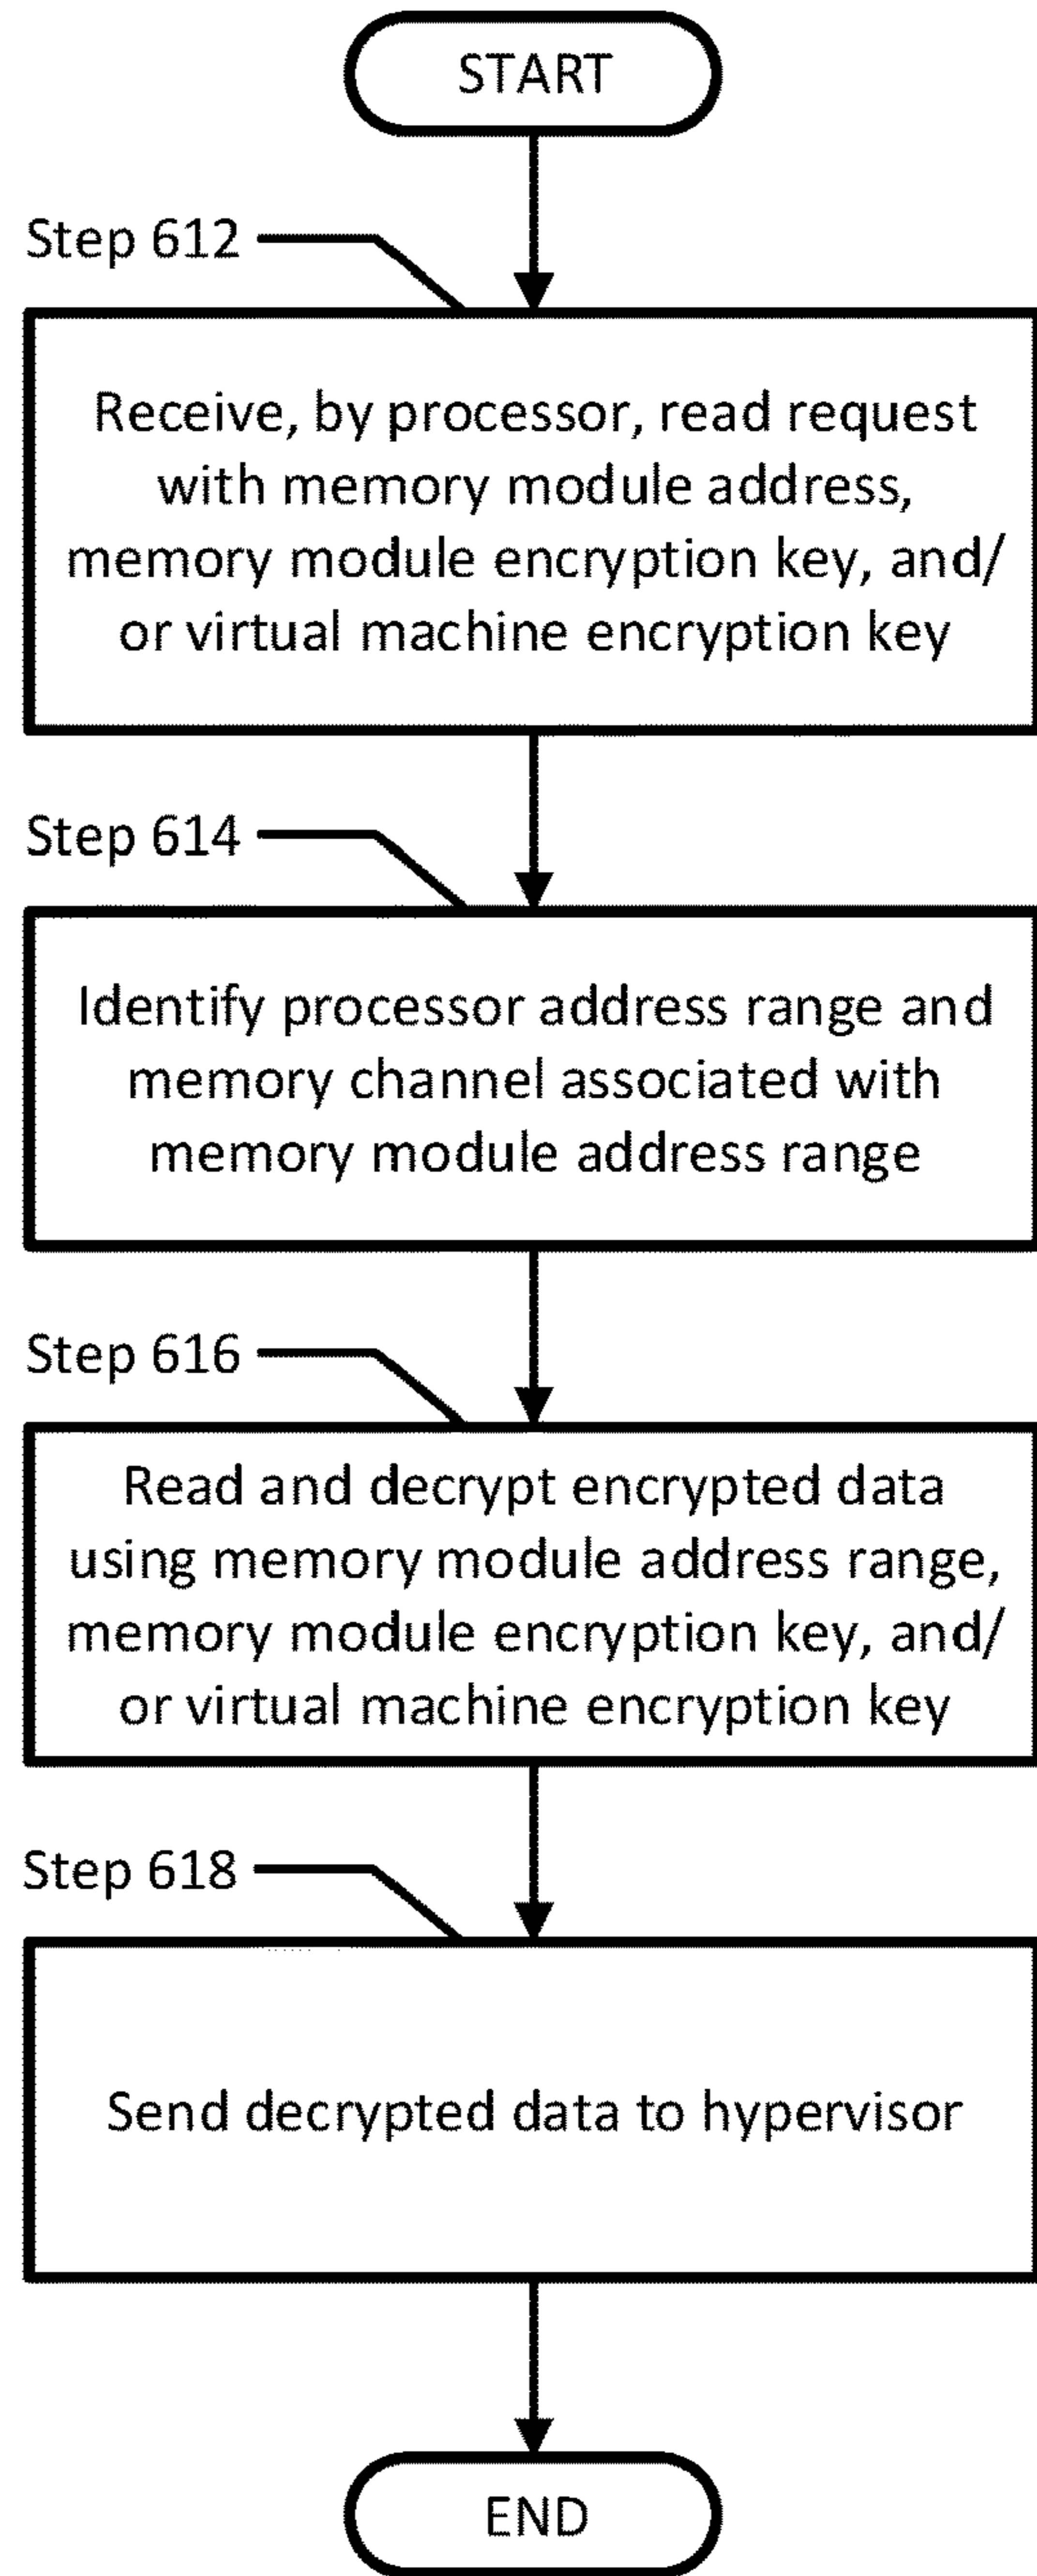 START
Step 612
Receive, by processor, read request
with memory module address,
memory module encryption key, and/
or virtual machine encryption key
Step 614
Identify processor address range and
memory channel associated with
memory module address range
Step 616
Read and decrypt encrypted data
using memory module address range,
memory module encryption key, and/
or virtual machine encryption key
Step 618
Send decrypted data to hypervisor
END